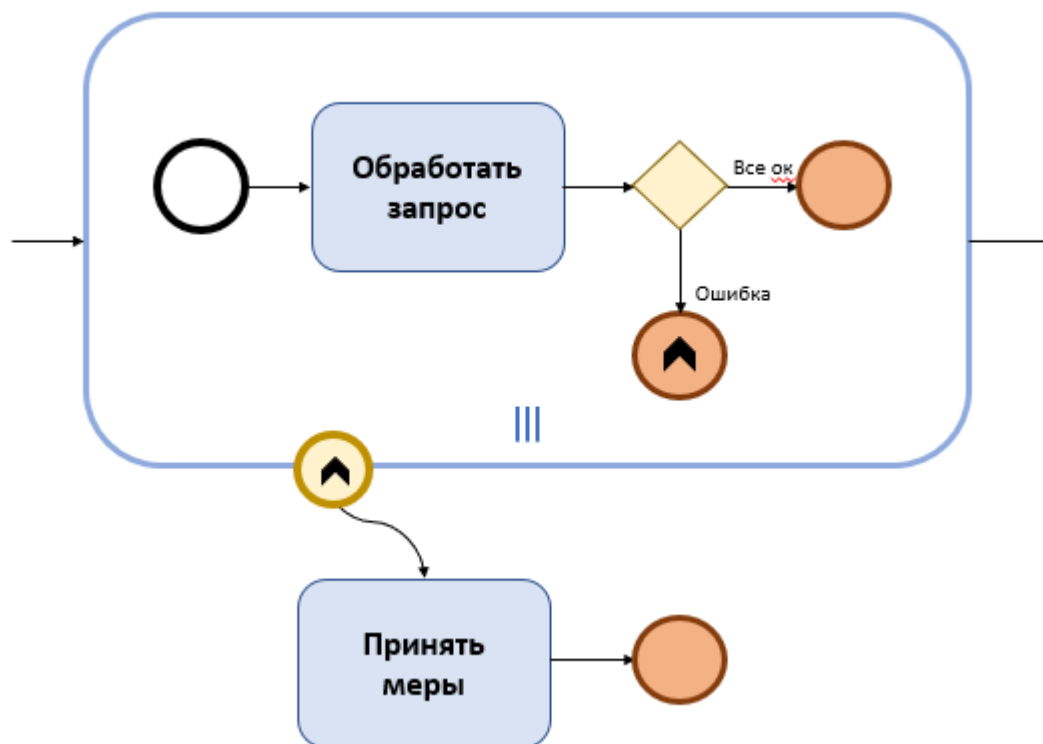 Обработать
запрос
Все ок
Ошибка
Принять
меры